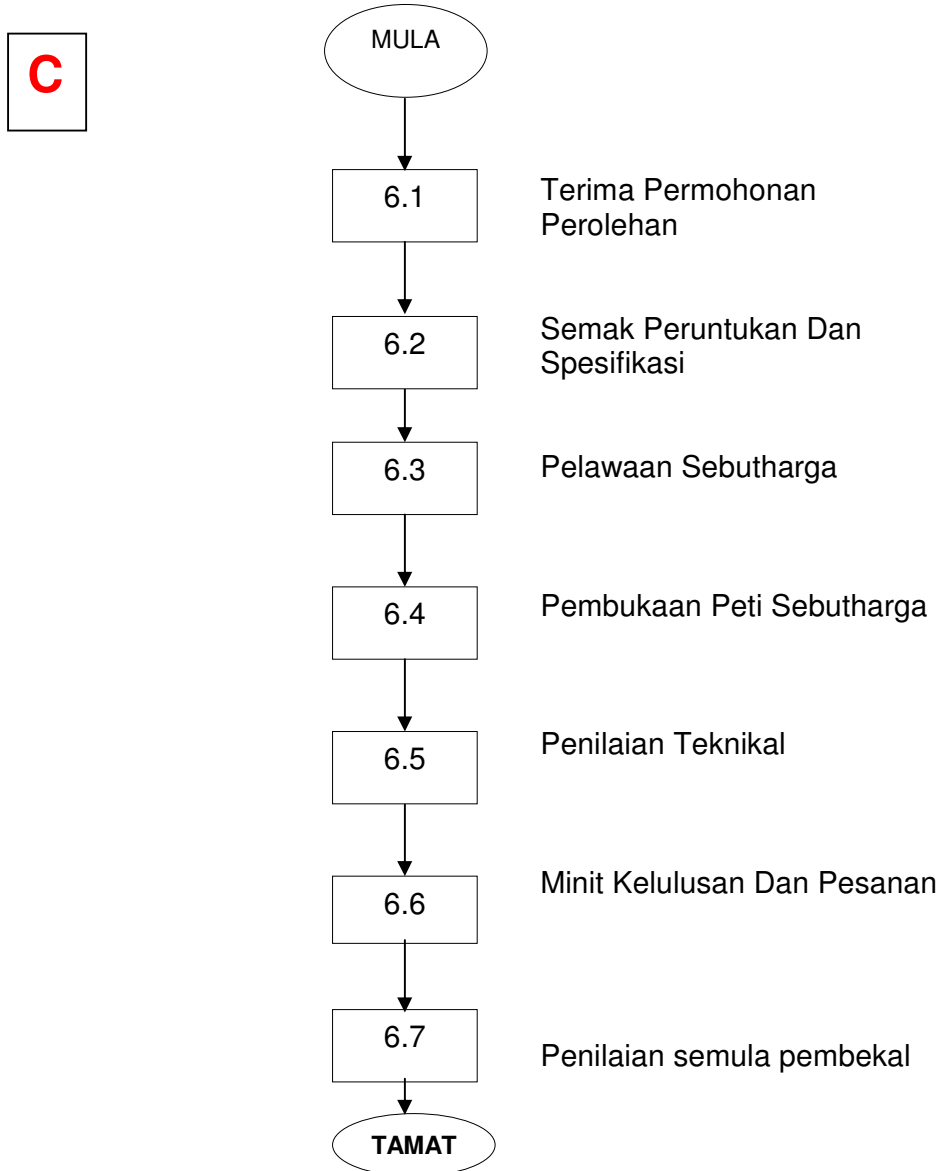 C
MULA
6.1
Terima Permohonan
Perolehan
6.2
Semak Peruntukan Dan
Spesifikasi
6.3
Pelawaan Sebutharga
6.4
Pembukaan Peti Sebutharga
6.5
Penilaian Teknikal
6.6
Minit Kelulusan Dan Pesanan
6.7
Penilaian semula pembekal
TAMAT